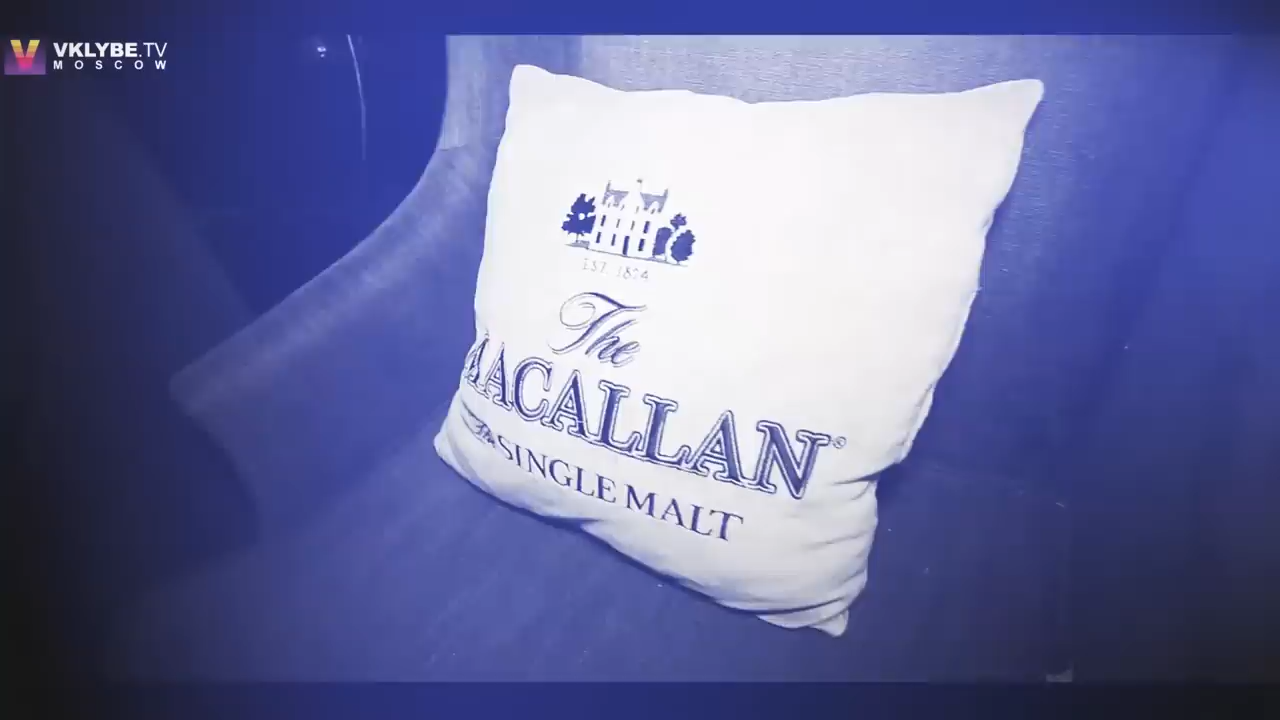 VKLYBE.TV
MOSCOW
EST. 1824
The
MACALLAN®
SINGLE MALT